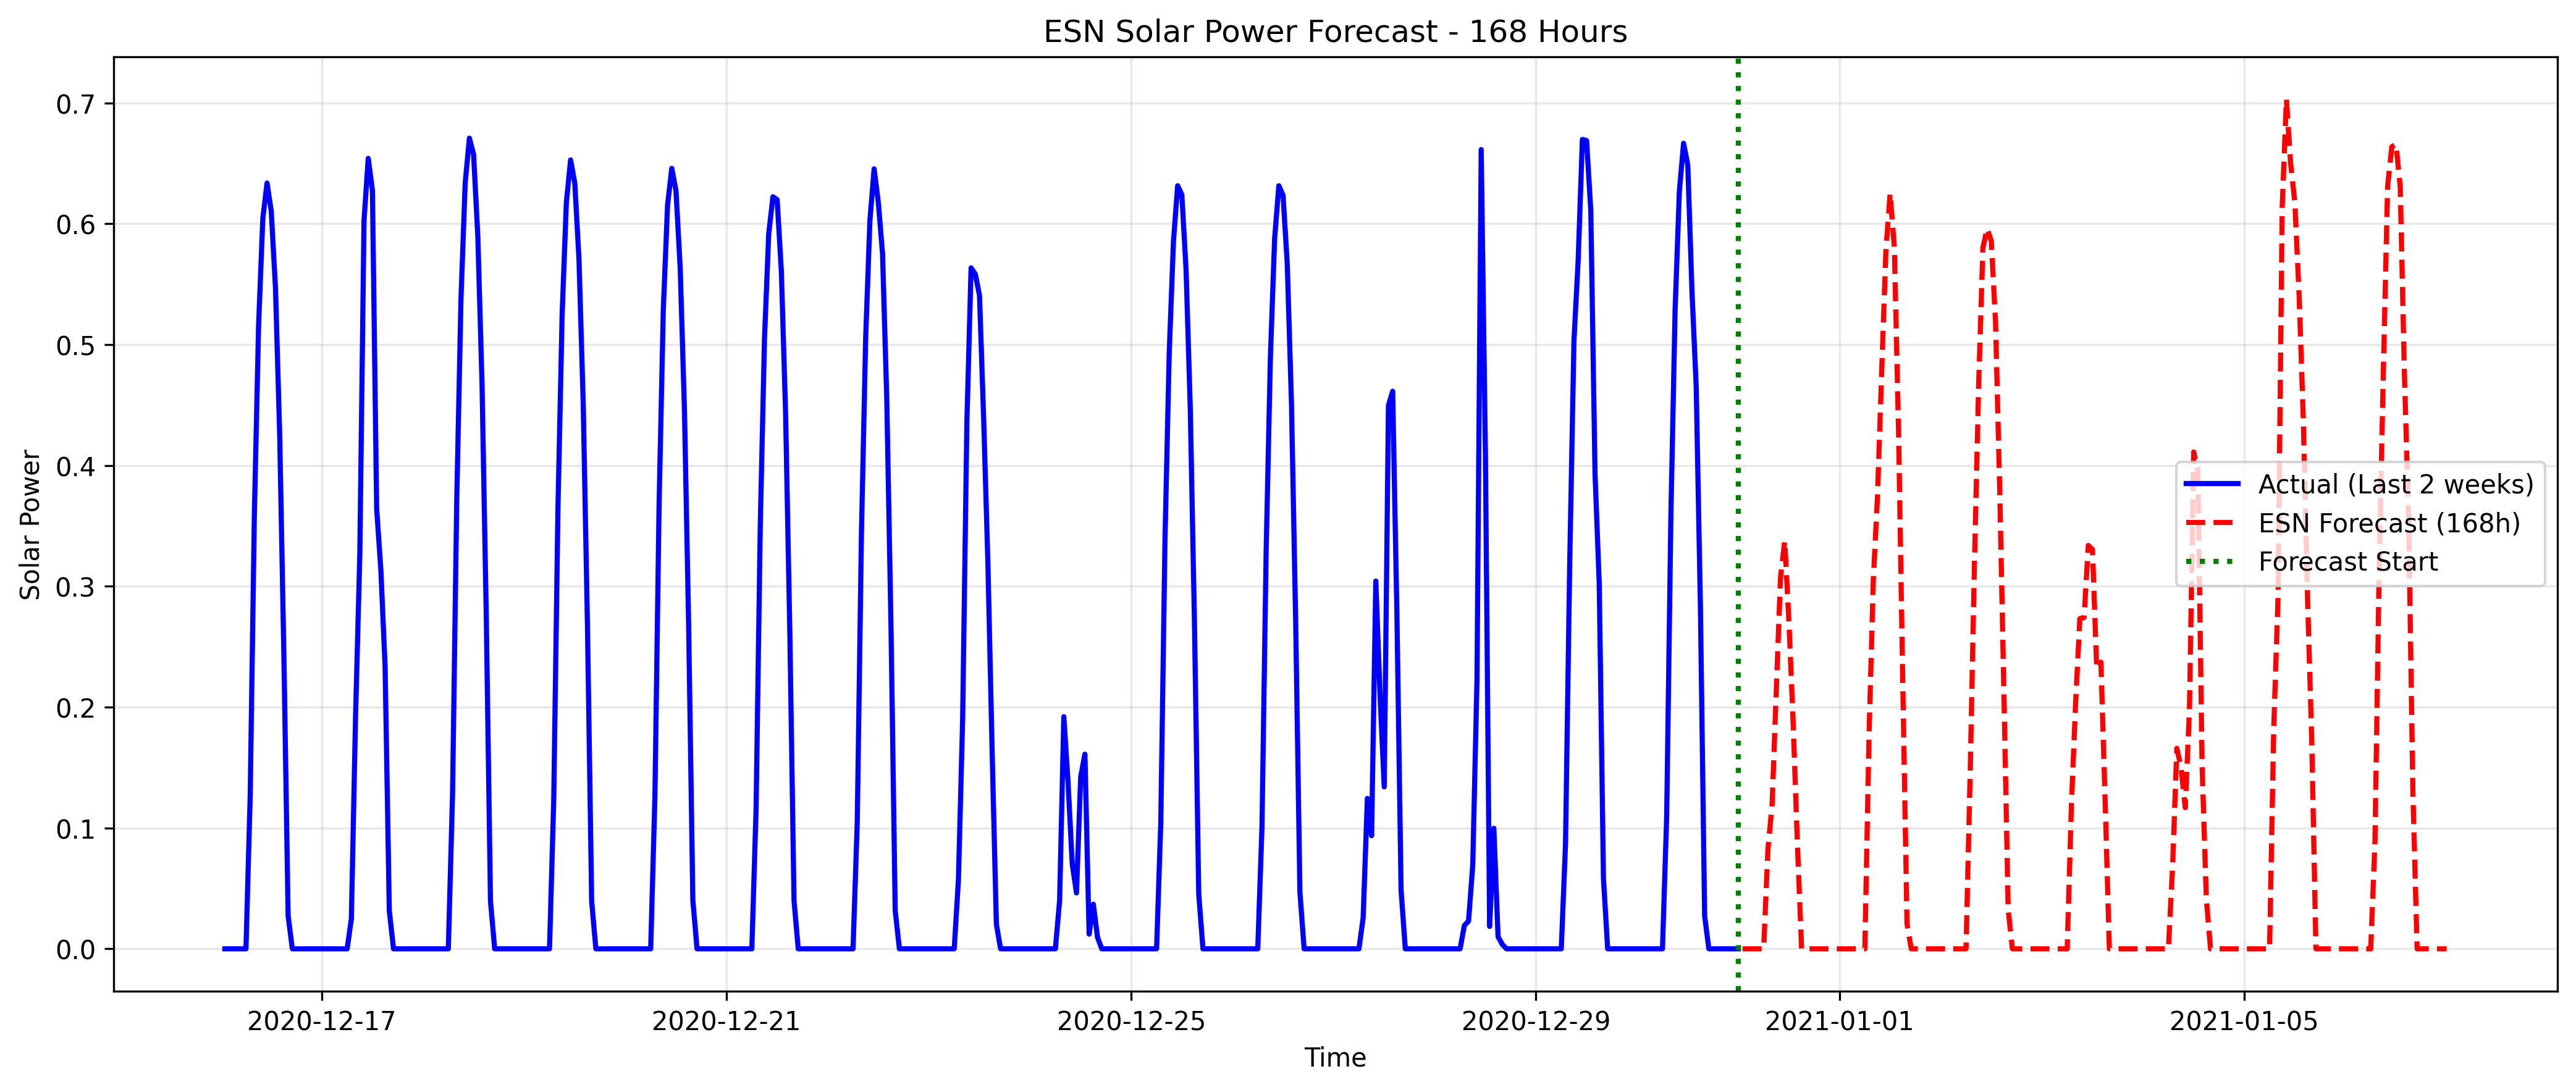 ESN Solar Power Forecast - 168 Hours
Solar Power
0.7
0.6
0.5
0.4
0.3
0.2
0.1
0.0
Actual (Last 2 weeks)
ESN Forecast (168h)
Forecast Start
2020-12-17
2020-12-21
2020-12-25
2020-12-29
2021-01-01
2021-01-05
Time